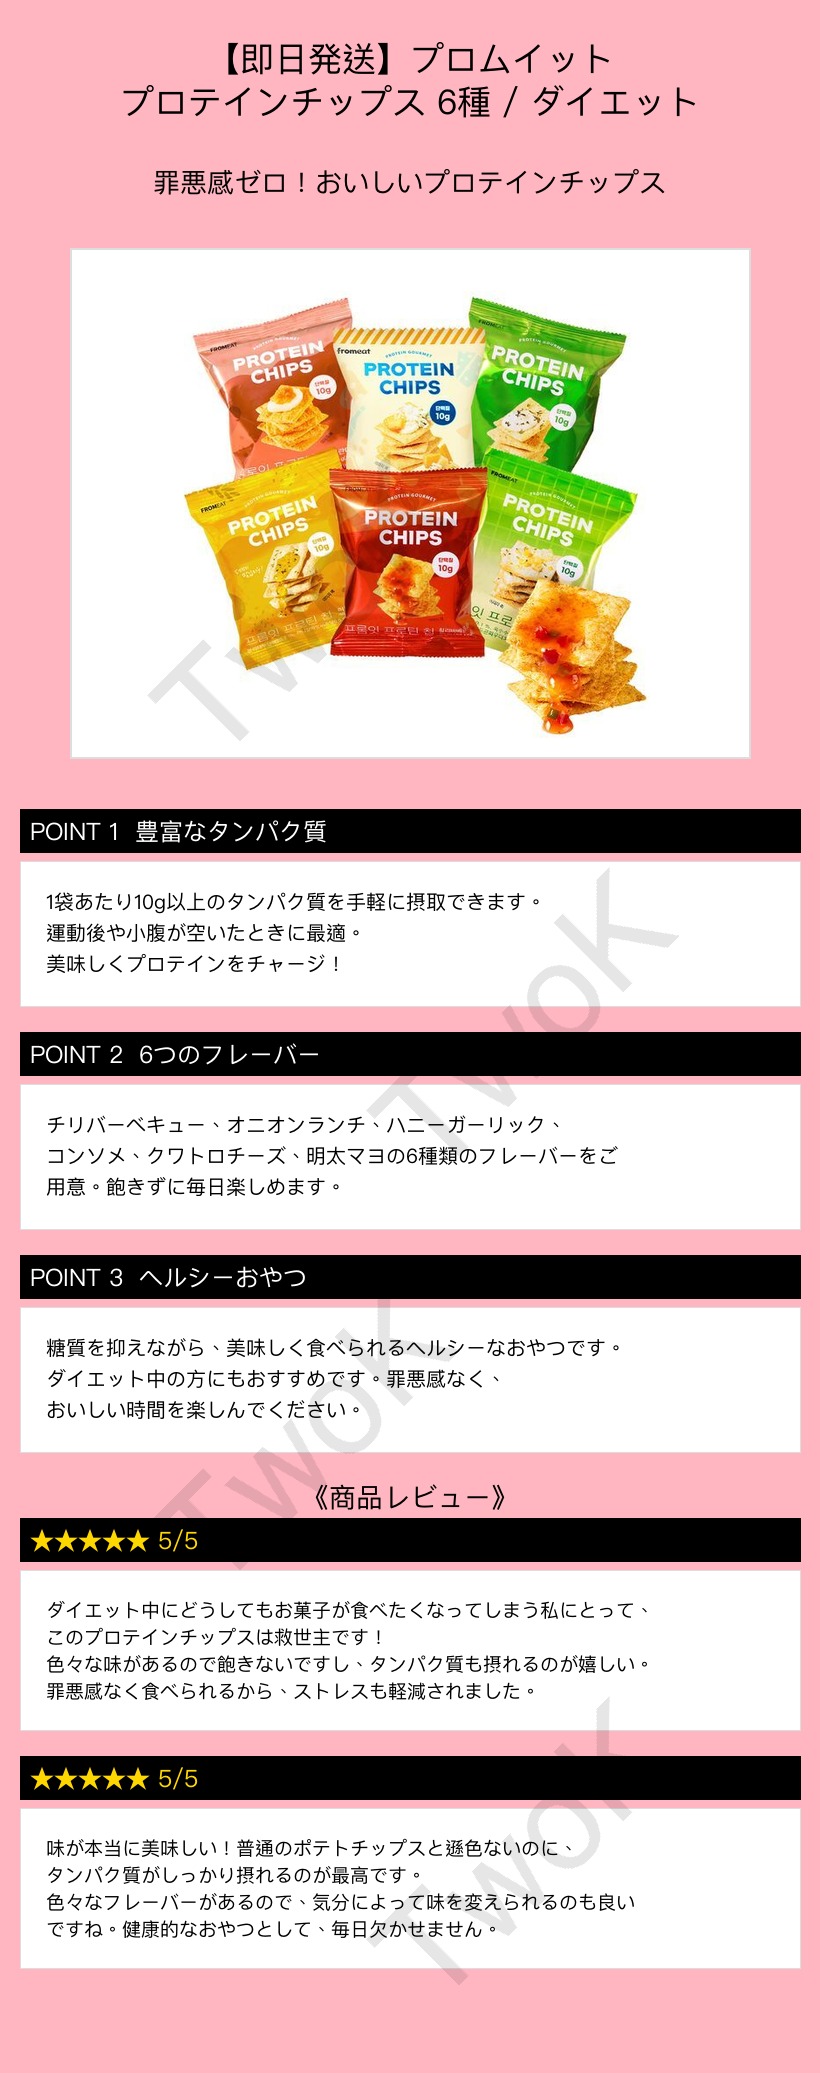 【即日発送】プロムイット
プロテインチップス 6種 / ダイエット
罪悪感ゼロ！おいしいプロテインチップス
FROMEAT
PROTEIN GOURMET
PROTEIN
CHIPS
단백질
10g
fromeat
PROTEIN GOURMET
PROTEIN
CHIPS
단백질
10g
FROMEAT
PROTEIN GOURMET
PROTEIN
CHIPS
단백질
10g
FROMEAT
PROTEIN GOURMET
PROTEIN
CHIPS
단백질
10g
프롬잇 프로틴 칩
FROMEAT
PROTEIN GOURMET
PROTEIN
CHIPS
단백질
10g
프롬잇 프로틴 칩
FROMEAT
PROTEIN GOURMET
PROTEIN
CHIPS
단백질
10g
POINT 1 豊富なタンパク質
1袋あたり10g以上のタンパク質を手軽に摂取できます。
運動後や小腹が空いたときに最適。
美味しくプロテインをチャージ！
TwoK
POINT 2 6つのフレーバー
チリバーベキュー、オニオンランチ、ハニーガーリック、
コンソメ、クワトロチーズ、明太マヨの6種類のフレーバーをご
用意。飽きずに毎日楽しめます。
POINT 3 ヘルシーおやつ
糖質を抑えながら、美味しく食べられるヘルシーなおやつです。
ダイエット中の方にもおすすめです。罪悪感なく、
おいしい時間を楽しんでください。
TwoK
《商品レビュー》
★★★★★ 5/5
ダイエット中にどうしてもお菓子が食べたくなってしまう私にとって、
このプロテインチップスは救世主です！
色々な味があるので飽きないですし、タンパク質も摂れるのが嬉しい。
罪悪感なく食べられるから、ストレスも軽減されました。
★★★★★ 5/5
味が本当に美味しい！普通のポテトチップスと遜色ないのに、
タンパク質がしっかり摂れるのが最高です。
色々なフレーバーがあるので、気分によって味を変えられるのも良い
ですね。健康的なおやつとして、毎日欠かせません。
TwoK